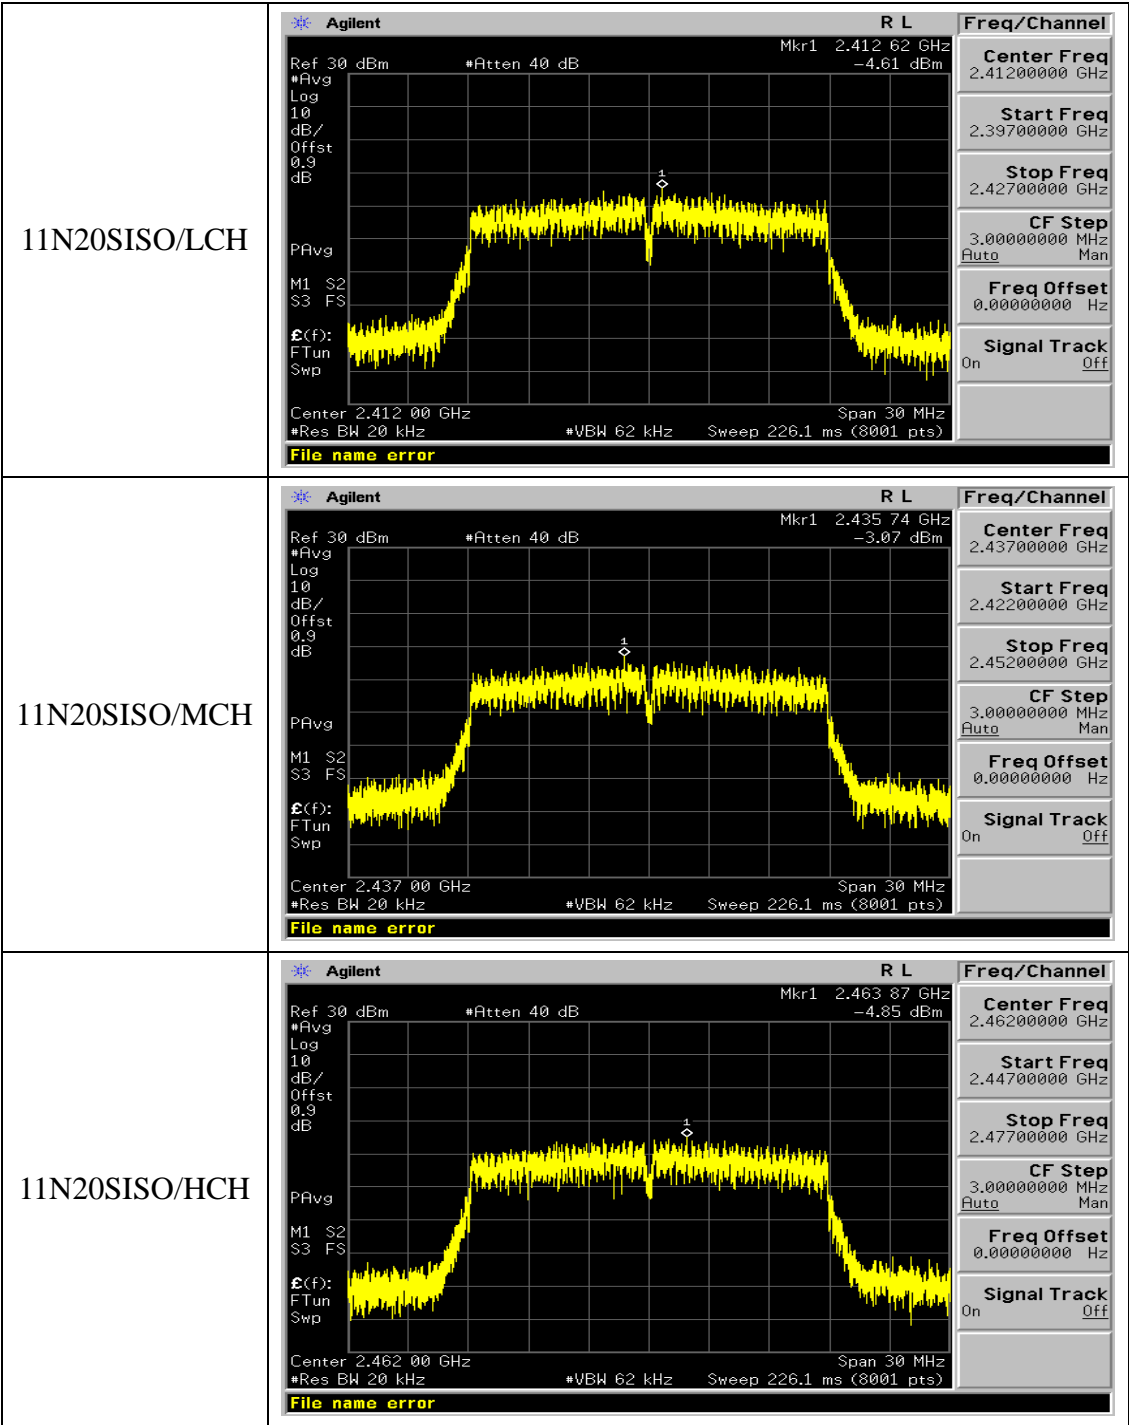 11N20SISO/LCH
Agilent R L Freq/Channel
Mkr1 2.412 62 GHz
Ref 30 dBm #Atten 40 dB -4.61 dBm
#Avg
Log
10
dB/
Offst
0.9
dB
1
PAvg
M1 S2
S3 FS
£(f):
FTun
Swp
Center 2.412 00 GHz Span 30 MHz
#Res BW 20 kHz #VBW 62 kHz Sweep 226.1 ms (8001 pts)
File name error
Center Freq
2.41200000 GHz
Start Freq
2.39700000 GHz
Stop Freq
2.42700000 GHz
CF Step
3.00000000 MHz
Auto Man
Freq Offset
0.00000000 Hz
Signal Track
On Off
11N20SISO/MCH
Agilent R L Freq/Channel
Mkr1 2.435 74 GHz
Ref 30 dBm #Atten 40 dB -3.07 dBm
#Avg
Log
10
dB/
Offst
0.9
dB
1
PAvg
M1 S2
S3 FS
£(f):
FTun
Swp
Center 2.437 00 GHz Span 30 MHz
#Res BW 20 kHz #VBW 62 kHz Sweep 226.1 ms (8001 pts)
File name error
Center Freq
2.43700000 GHz
Start Freq
2.42200000 GHz
Stop Freq
2.45200000 GHz
CF Step
3.00000000 MHz
Auto Man
Freq Offset
0.00000000 Hz
Signal Track
On Off
11N20SISO/HCH
Agilent R L Freq/Channel
Mkr1 2.463 87 GHz
Ref 30 dBm #Atten 40 dB -4.85 dBm
#Avg
Log
10
dB/
Offst
0.9
dB
1
PAvg
M1 S2
S3 FS
£(f):
FTun
Swp
Center 2.462 00 GHz Span 30 MHz
#Res BW 20 kHz #VBW 62 kHz Sweep 226.1 ms (8001 pts)
File name error
Center Freq
2.46200000 GHz
Start Freq
2.44700000 GHz
Stop Freq
2.47700000 GHz
CF Step
3.00000000 MHz
Auto Man
Freq Offset
0.00000000 Hz
Signal Track
On Off